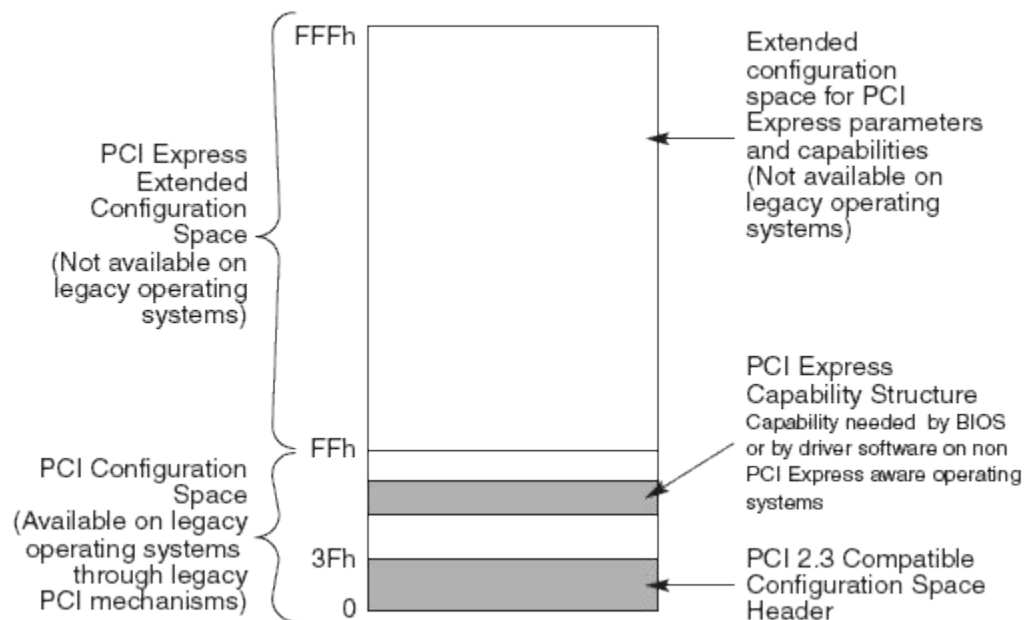 FFFh
PCI Express
Extended
Configuration
Space
(Not available on
legacy operating
systems)
Extended
configuration
space for PCI
Express parameters
and capabilities
(Not available on
legacy operating
systems)
FFh
PCI Configuration
Space
(Available on legacy
operating systems
through legacy
PCI mechanisms)
PCI Express
Capability Structure
Capability needed by BIOS
or by driver software on non
PCI Express aware operating
systems
3Fh
0
PCI 2.3 Compatible
Configuration Space
Header